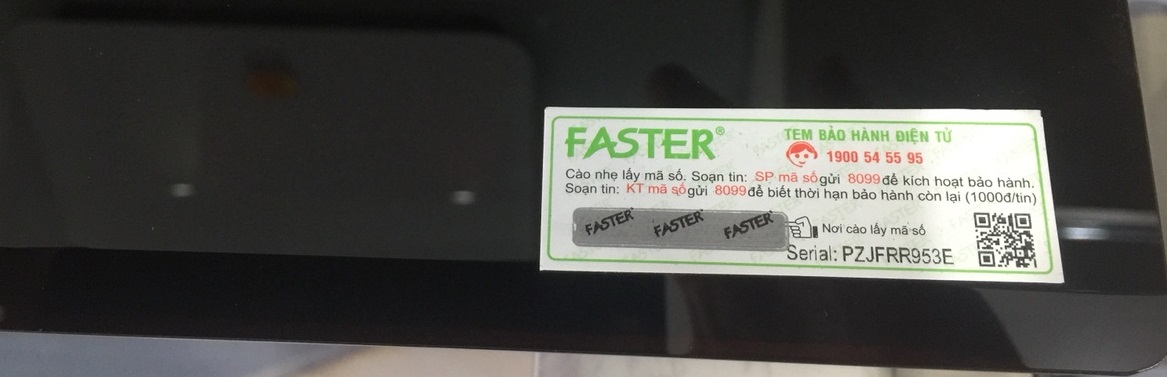 FASTER®
TEM BẢO HÀNH ĐIỆN TỬ
1900 54 55 95
Cào nhẹ lấy mã số. Soạn tin: SP mã số gửi 8099 để kích hoạt bảo hành.
Soạn tin: KT mã số gửi 8099 để biết thời hạn bảo hành còn lại (1000đ/tin)
FASTER FASTER FASTER
Nơi cào lấy mã số
Serial: PZJFRR953E